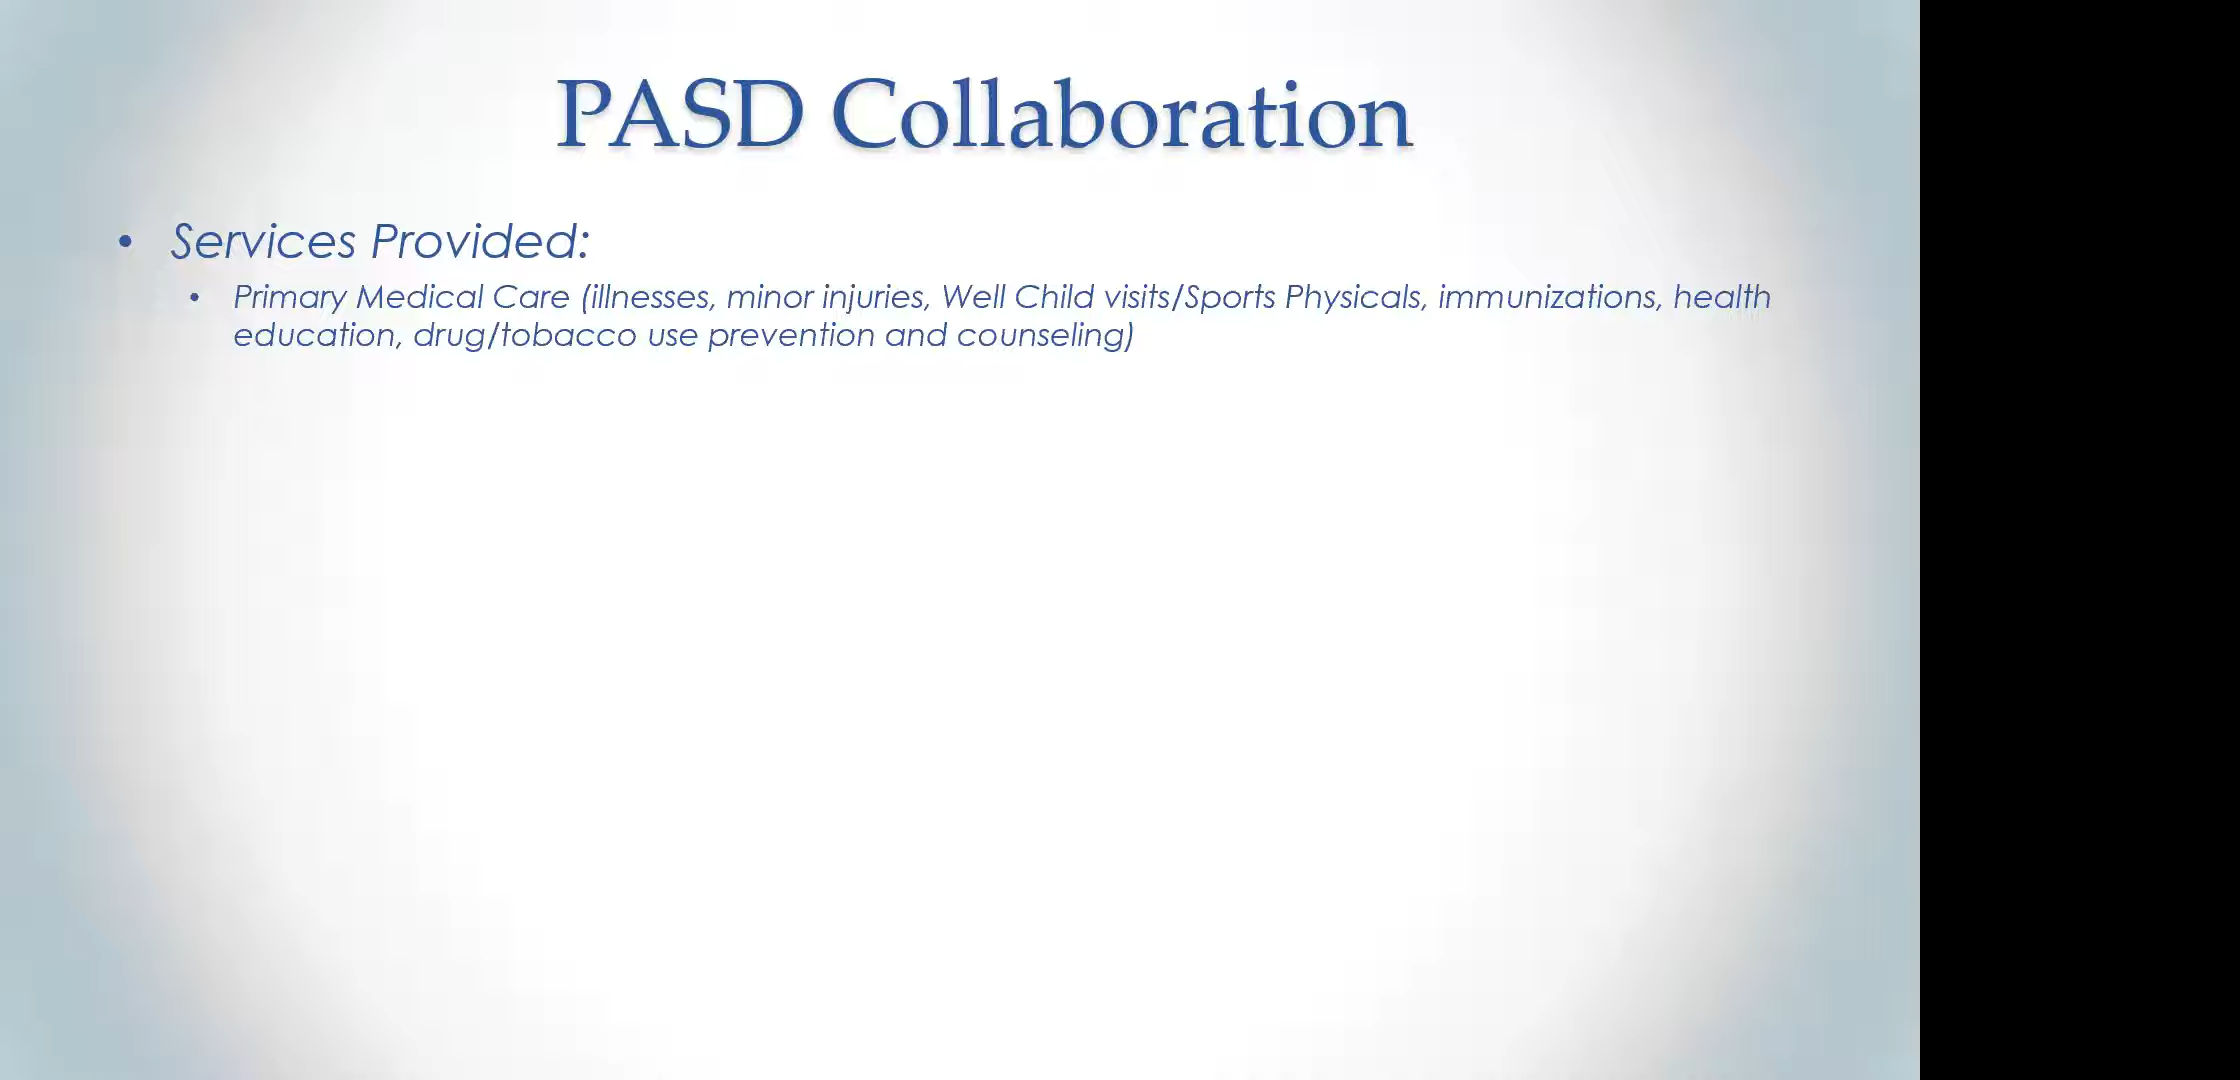 PASD Collaboration
• Services Provided:
• Primary Medical Care (illnesses, minor injuries, Well Child visits/Sports Physicals, immunizations, health
education, drug/tobacco use prevention and counseling)